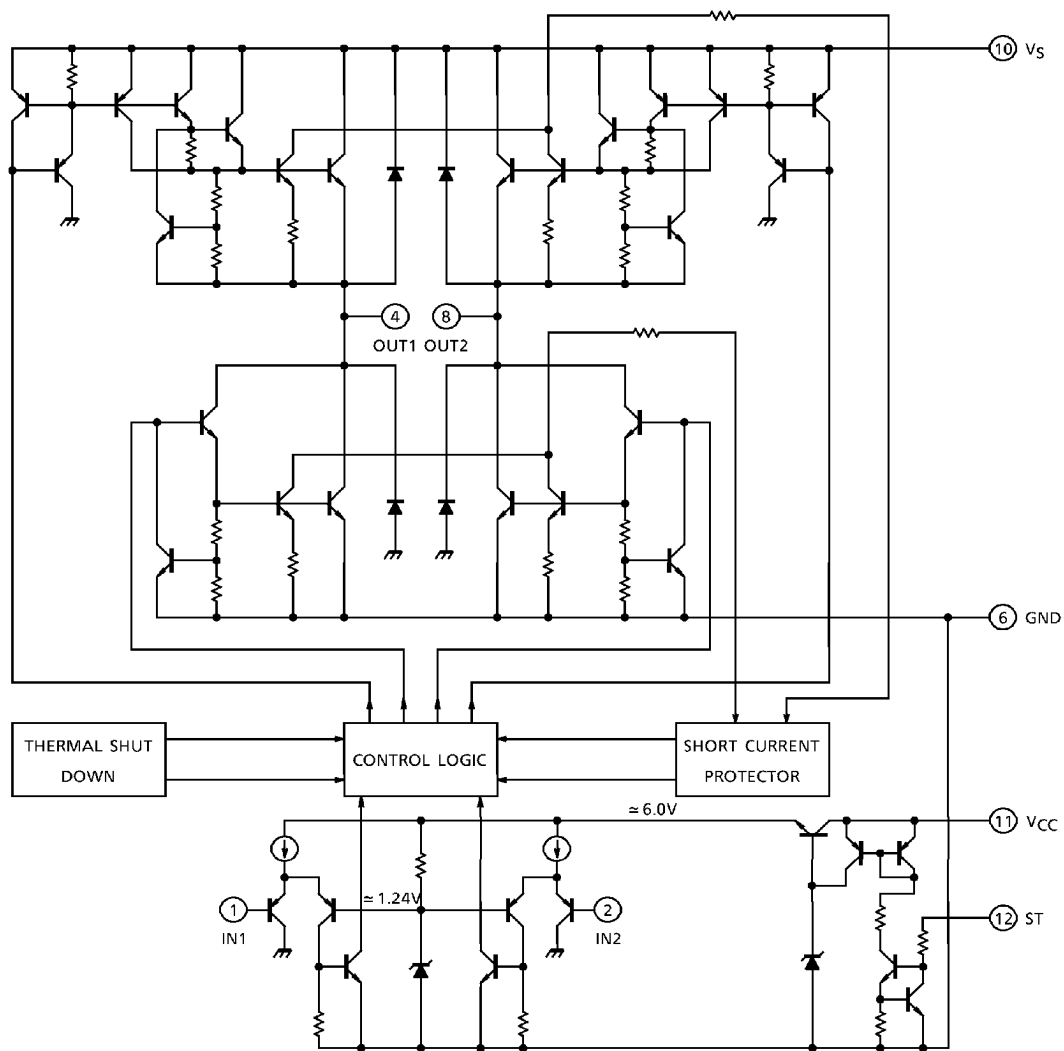 10 VS
4 8
OUT1 OUT2
6 GND
THERMAL SHUT
DOWN
CONTROL LOGIC
SHORT CURRENT
PROTECTOR
≃6.0V
11 VCC
≃1.24V
1
IN1
2
IN2
12 ST